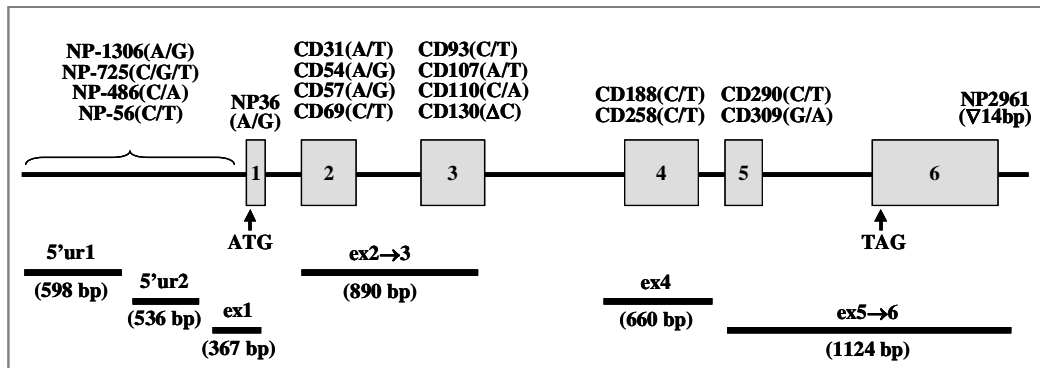 NP-1306(A/G)
NP-725(C/G/T)
NP-486(C/A)
NP-56(C/T)
NP36
(A/G)
CD31(A/T)
CD54(A/G)
CD57(A/G)
CD69(C/T)
CD93(C/T)
CD107(A/T)
CD110(C/A)
CD130(ΔC)
CD188(C/T)
CD258(C/T)
CD290(C/T)
CD309(G/A)
NP2961
(∇14bp)
1
2
3
4
5
6
ATG
TAG
5'ur1
(598 bp)
5'ur2
(536 bp)
ex1
(367 bp)
ex2→3
(890 bp)
ex4
(660 bp)
ex5→6
(1124 bp)